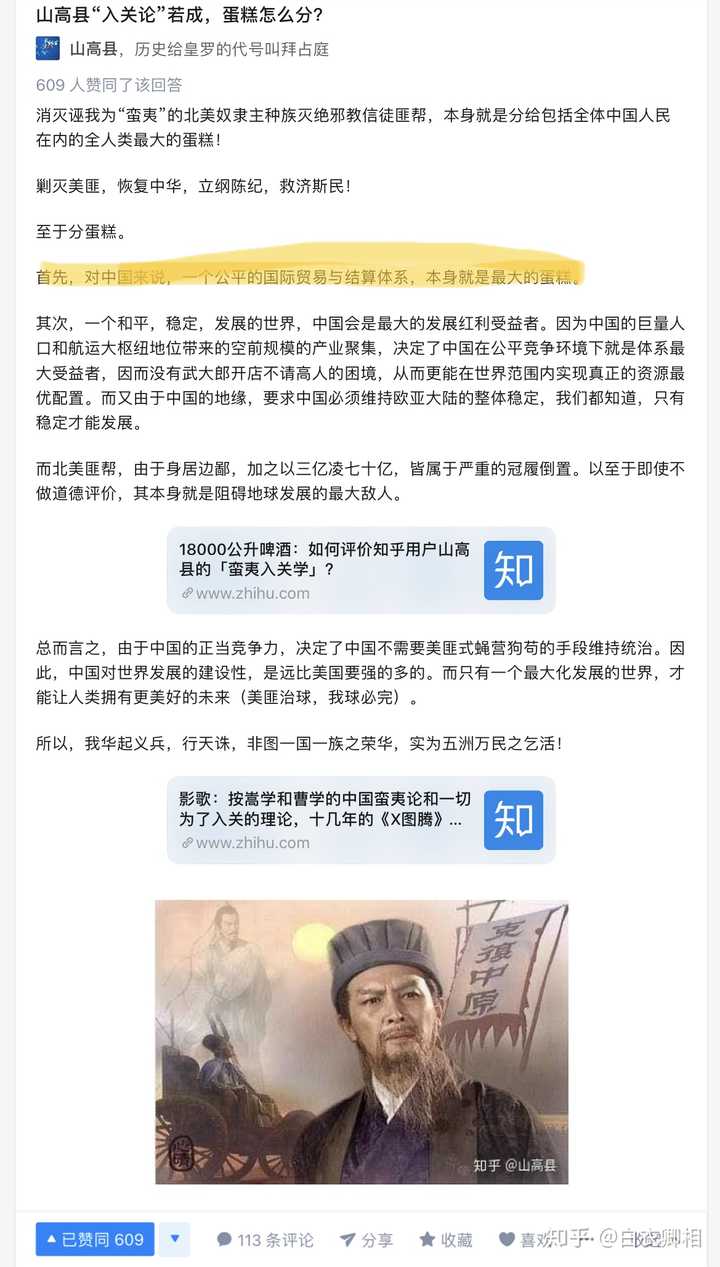 山高县“入关论”若成，蛋糕怎么分？
山高县，历史给皇罗的代号叫拜占庭
609 人赞同了该回答
消灭诬我为“蛮夷”的北美奴隶主种族灭绝邪教信徒匪帮，本身就是分给包括全体中国人民
在内的全人类最大的蛋糕！
剿灭美匪，恢复中华，立纲陈纪，救济斯民！
至于分蛋糕。
首先，对中国来说，一个公平的国际贸易与结算体系，本身就是最大的蛋糕。
其次，一个和平，稳定，发展的世界，中国会是最大的发展红利受益者。因为中国的巨量人
口和航运大枢纽地位带来的空前规模的产业聚集，决定了中国在公平竞争环境下就是体系最
大受益者，因而没有武大郎开店不请高人的困境，从而更能在世界范围内实现真正的资源最
优配置。而又由于中国的地缘，要求中国必须维持欧亚大陆的整体稳定，我们都知道，只有
稳定才能发展。
而北美匪帮，由于身居边鄙，加之以三亿凌七十亿，皆属于严重的冠履倒置。以至于即使不
做道德评价，其本身就是阻碍地球发展的最大敌人。
18000公升啤酒：如何评价知乎用户山高
县的「蛮夷入关学」？
www.zhihu.com
知
总而言之，由于中国的正当竞争力，决定了中国不需要美匪式蝇营狗苟的手段维持统治。因
此，中国对世界发展的建设性，是远比美国要强的多的。而只有一个最大化发展的世界，才
能让人类拥有更美好的未来（美匪治球，我球必完）。
所以，我华起义兵，行天诛，非图一国一族之荣华，实为五洲万民之乞活！
影歌：按嵩学和曹学的中国蛮夷论和一切
为了入关的理论，十几年的《X图腾》...
www.zhihu.com
知
克復中原
知乎 @山高县
已赞同 609
113 条评论
分享
收藏
喜欢
知乎 @白衣卿相